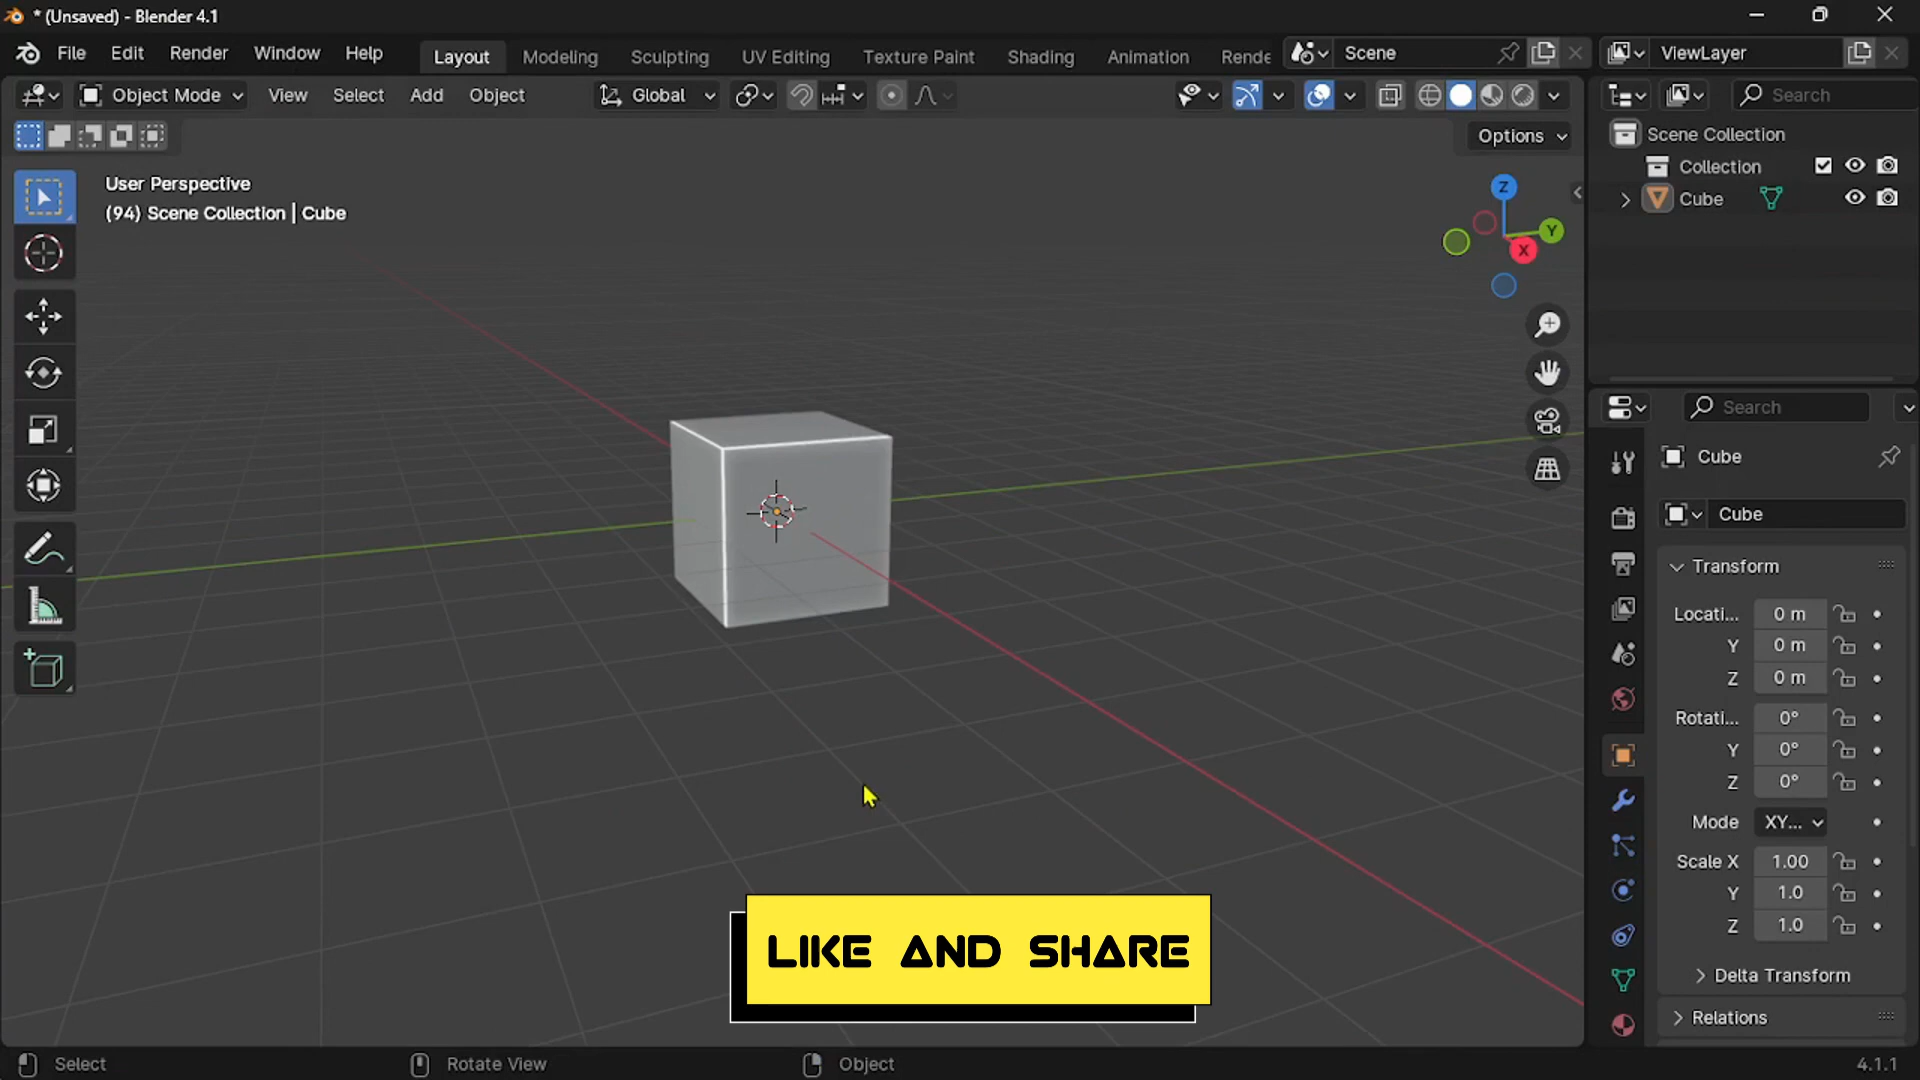 * (Unsaved) - Blender 4.1
File Edit Render Window Help Layout Modeling Sculpting UV Editing Texture Paint Shading Animation Rende Scene ViewLayer
Object Mode View Select Add Object Global Search
Options
Scene Collection
Collection
Cube
User Perspective
(94) Scene Collection | Cube
Z
Y
X
Search
Cube
Cube
Transform
Locati... 0 m
Y 0 m
Z 0 m
Rotati... 0°
Y 0°
Z 0°
Mode XY...
Scale X 1.00
Y 1.0
Z 1.0
Delta Transform
Relations
LIKE AND SHARE
Select Rotate View Object 4.1.1